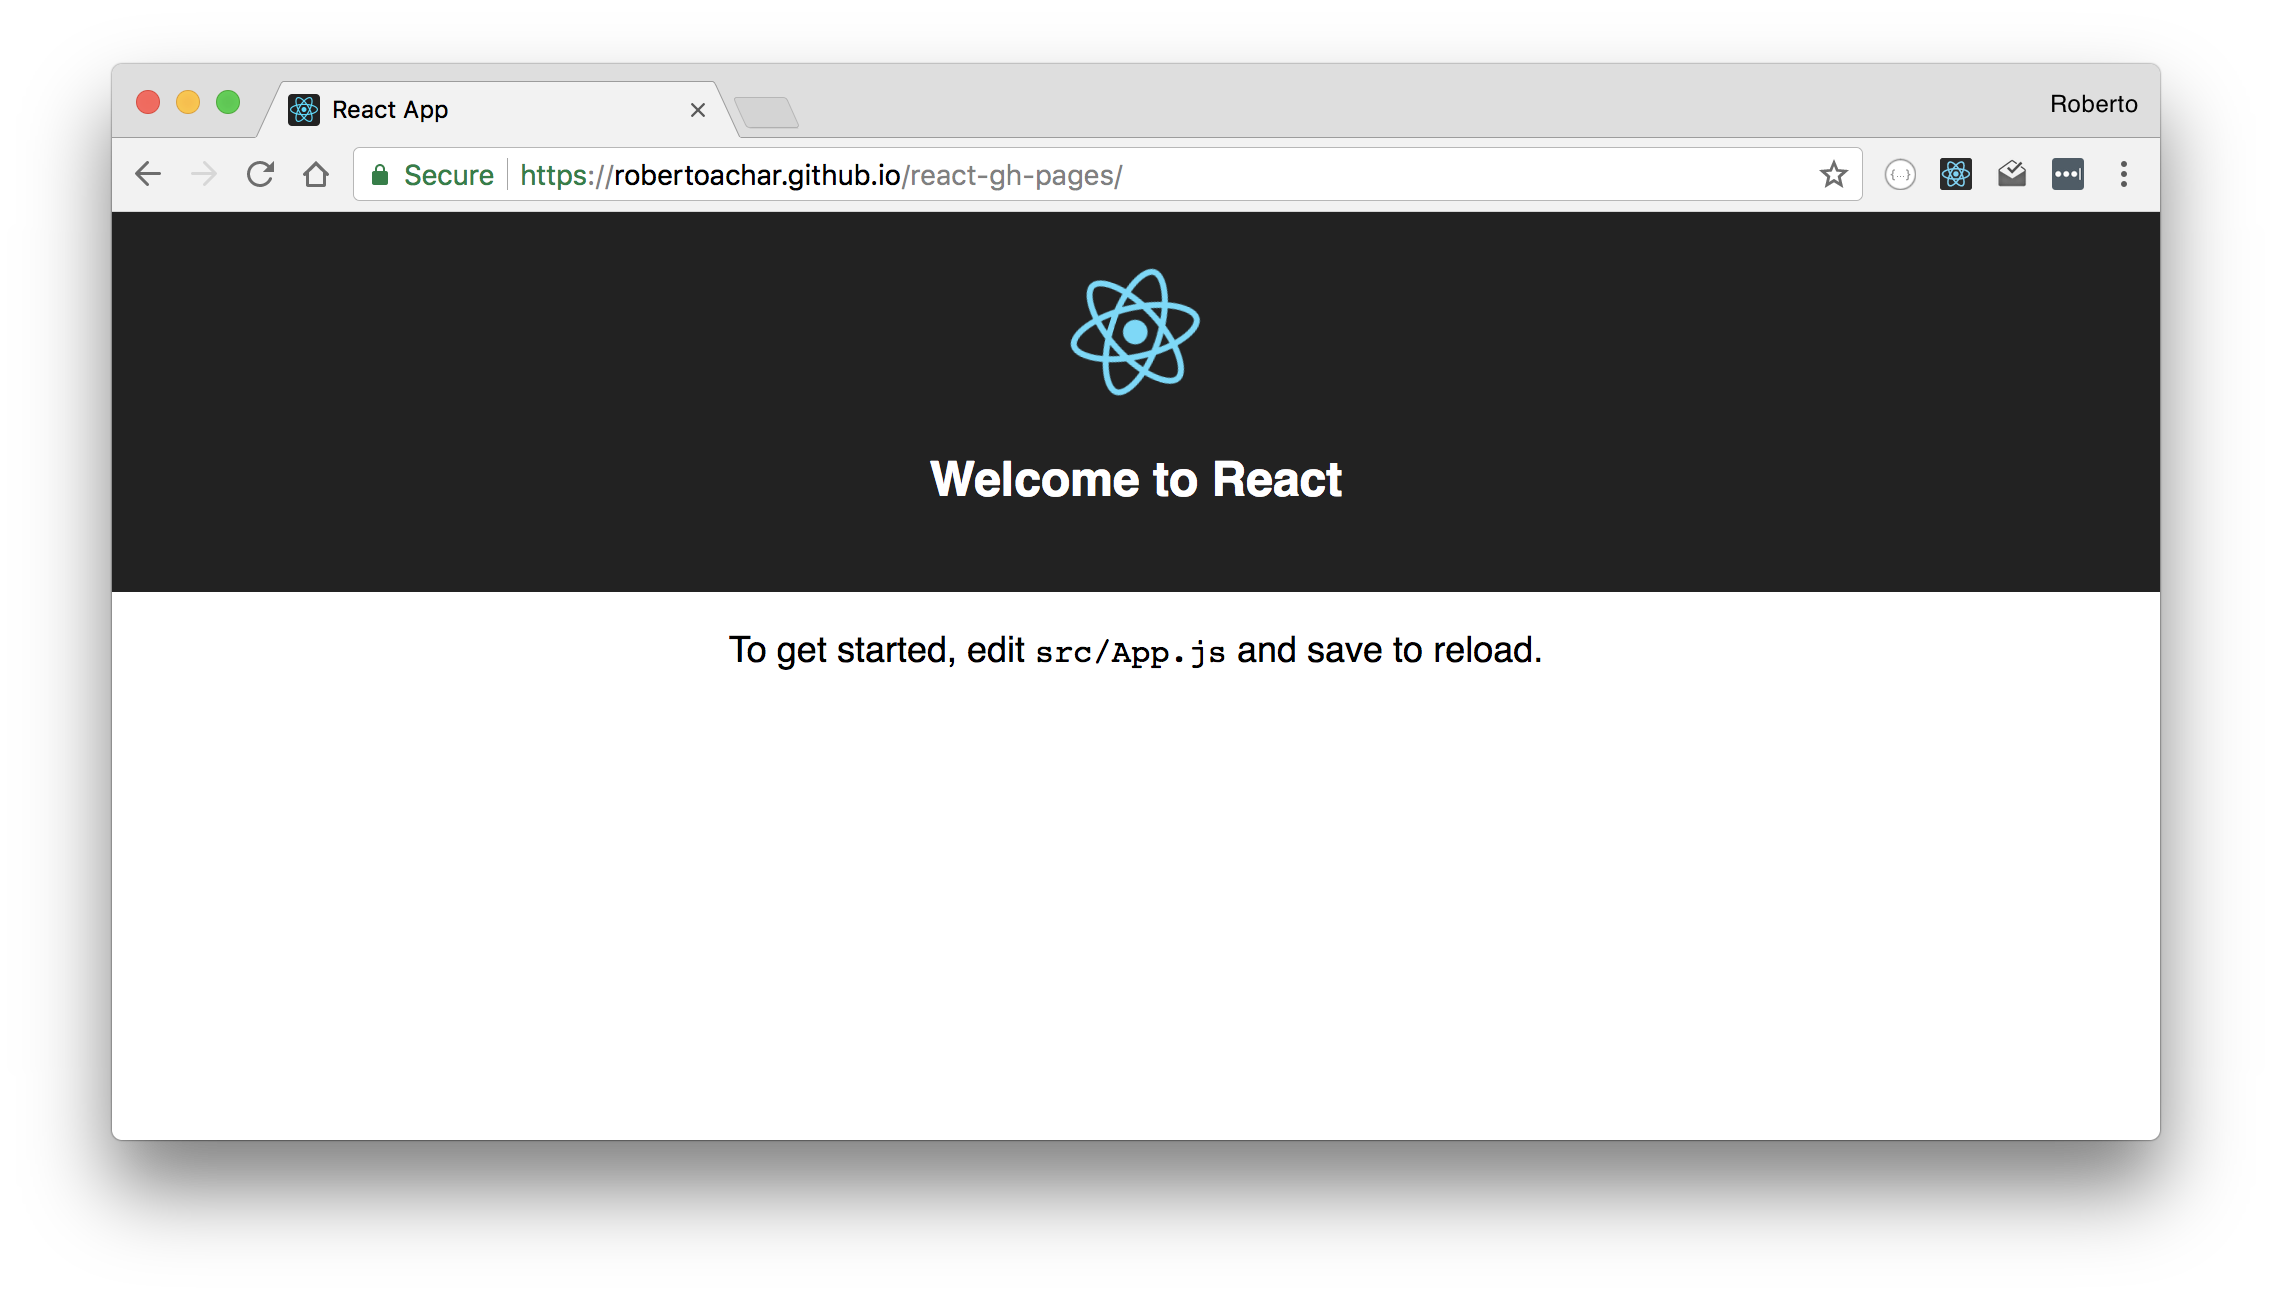 React App
Roberto
Secure https://robertoachar.github.io/react-gh-pages/
{...}
Welcome to React
To get started, edit src/App.js and save to reload.